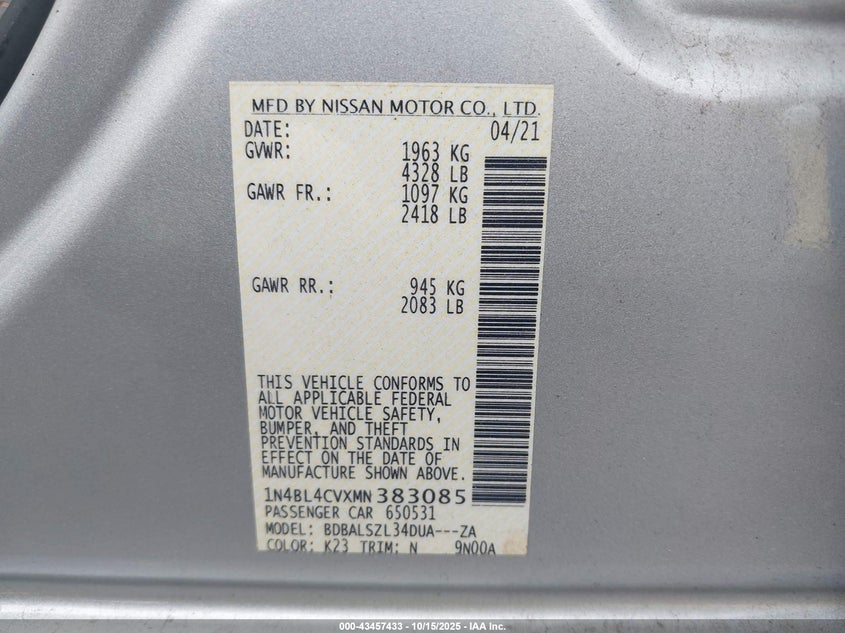 MFD BY NISSAN MOTOR CO., LTD.
DATE: 04/21
GVWR: 1963 KG
4328 LB
GAWR FR.: 1097 KG
2418 LB
GAWR RR.: 945 KG
2083 LB
THIS VEHICLE CONFORMS TO
ALL APPLICABLE FEDERAL
MOTOR VEHICLE SAFETY,
BUMPER, AND THEFT
PREVENTION STANDARDS IN
EFFECT ON THE DATE OF
MANUFACTURE SHOWN ABOVE.
1N4BL4CVXMN383085
PASSENGER CAR 650531
MODEL: BDBALSZL34DUA---ZA
COLOR: K23 TRIM: N 9N00A
000-43457433 - 10/15/2025 - IAA Inc.